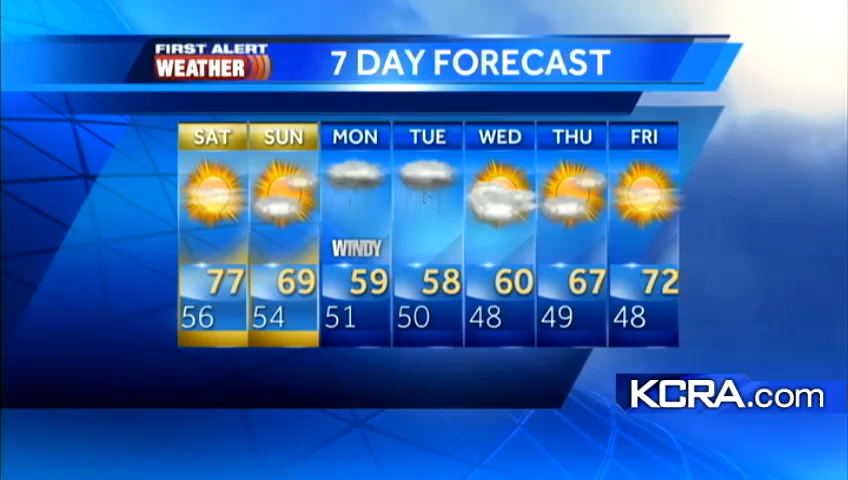 FIRST ALERT
WEATHER
7 DAY FORECAST
SAT SUN MON TUE WED THU FRI
WINDY
77 69 59 58 60 67 72
56 54 51 50 48 49 48
KCRA.com